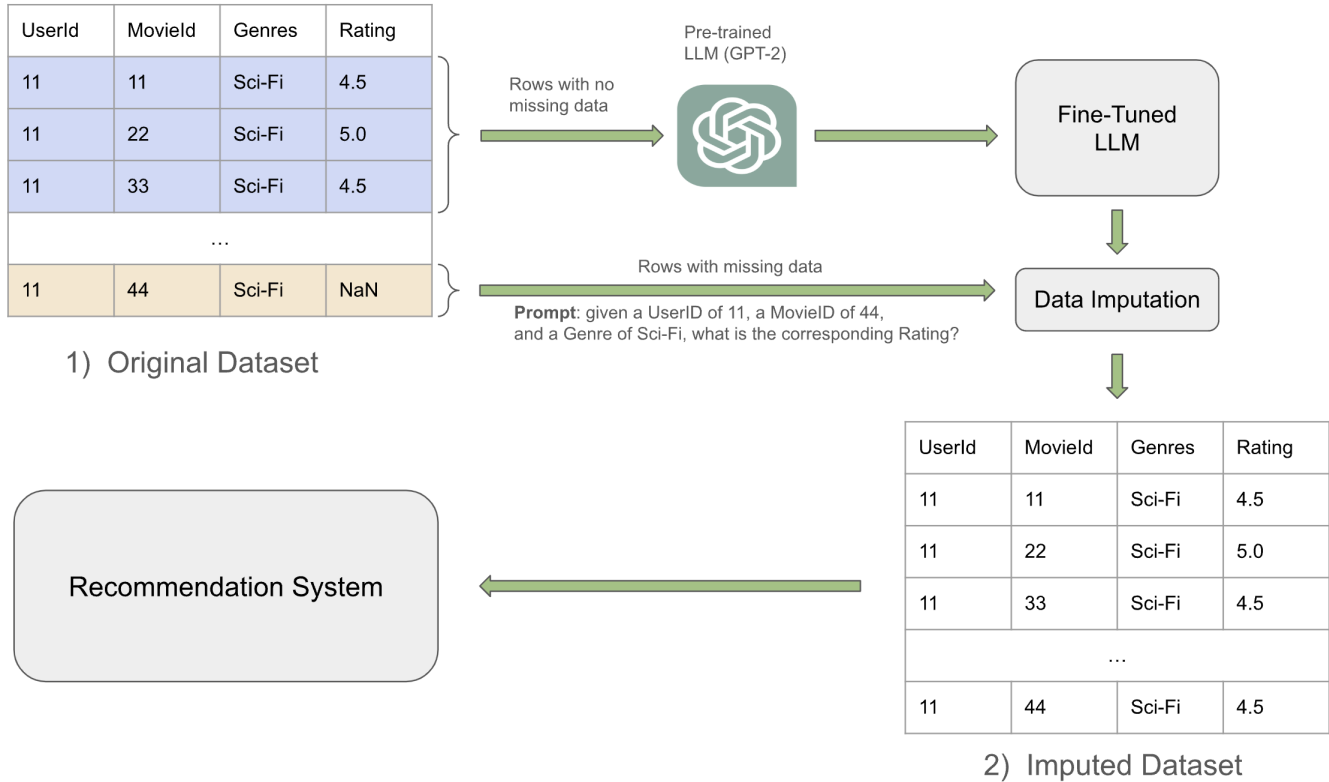 UserId MovieId Genres Rating
11 11 Sci-Fi 4.5
11 22 Sci-Fi 5.0
11 33 Sci-Fi 4.5
...
11 44 Sci-Fi NaN
1) Original Dataset
Rows with no
missing data
Pre-trained
LLM (GPT-2)
Fine-Tuned
LLM
Rows with missing data
Prompt: given a UserID of 11, a MovieID of 44,
and a Genre of Sci-Fi, what is the corresponding Rating?
Data Imputation
UserId MovieId Genres Rating
11 11 Sci-Fi 4.5
11 22 Sci-Fi 5.0
11 33 Sci-Fi 4.5
...
11 44 Sci-Fi 4.5
2) Imputed Dataset
Recommendation System